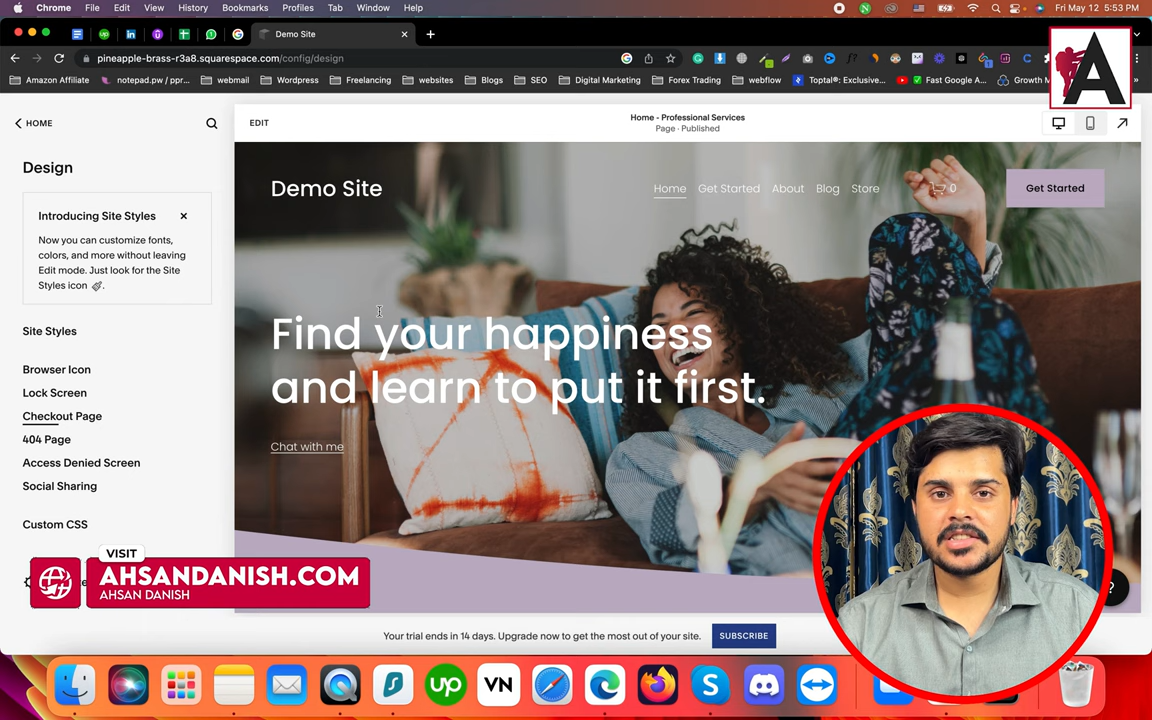 Chrome File Edit View History Bookmarks Profiles Tab Window Help
Fri May 12 5:53 PM
Demo Site
pineapple-brass-r3a8.squarespace.com/config/design
Amazon Affiliate
notepad.pw / ppr...
webmail
Wordpress
Freelancing
websites
Blogs
SEO
Digital Marketing
Forex Trading
webflow
Toptal: Exclusive...
Fast Google A...
Growth
A
HOME
EDIT
Home - Professional Services
Page · Published
Design
Introducing Site Styles
Now you can customize fonts,
colors, and more without leaving
Edit mode. Just look for the Site
Styles icon
Site Styles
Browser Icon
Lock Screen
Checkout Page
404 Page
Access Denied Screen
Social Sharing
Custom CSS
Demo Site
Home Get Started About Blog Store 0 Get Started
Find your happiness
and learn to put it first.
Chat with me
VISIT
AHSANDANISH.COM
AHSAN DANISH
Your trial ends in 14 days. Upgrade now to get the most out of your site. SUBSCRIBE
?
up VN S